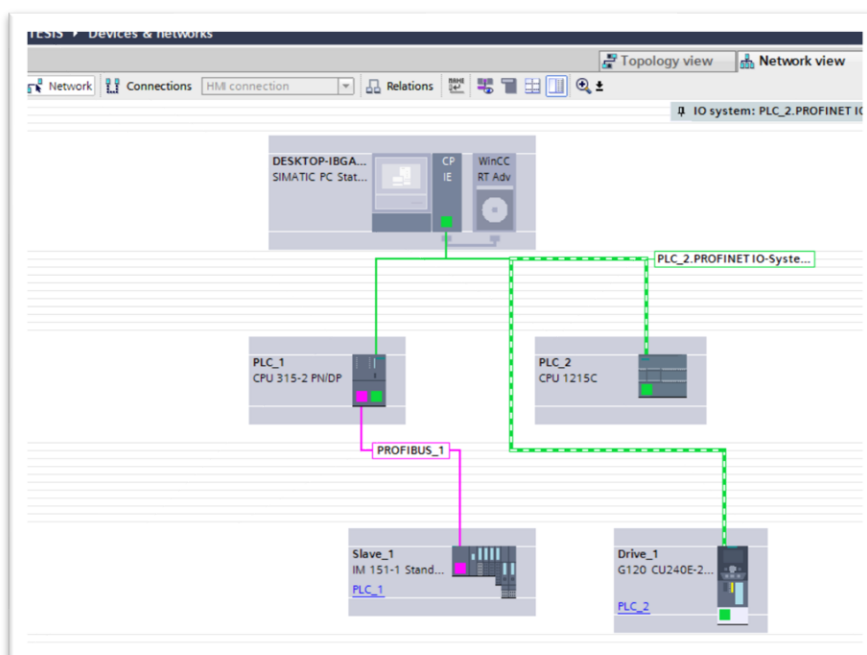 TESIS ▸ Devices & networks
Topology view
Network view
Network
Connections
HMI connection
Relations
IO system: PLC_2.PROFINET IO
DESKTOP-IBGA...
SIMATIC PC Stat...
CP
IE
WinCC
RT Adv
PLC_2.PROFINET IO-Syste...
PLC_1
CPU 315-2 PN/DP
PLC_2
CPU 1215C
PROFIBUS_1
Slave_1
IM 151-1 Stand...
PLC_1
Drive_1
G120 CU240E-2...
PLC_2